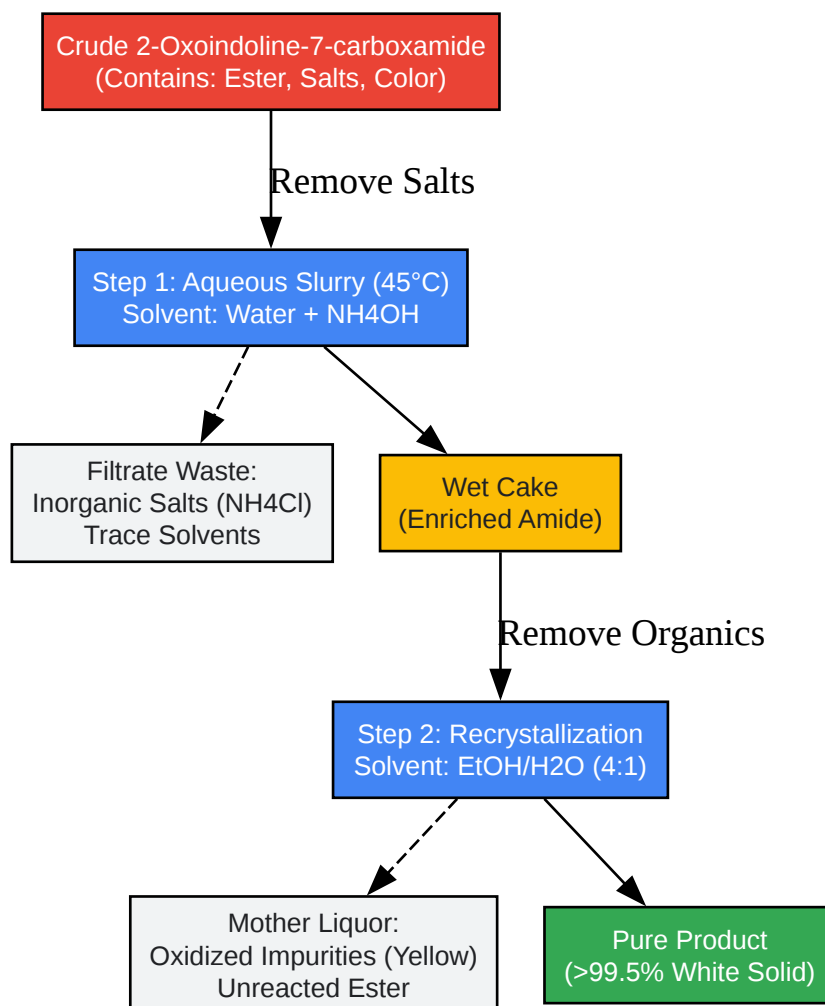 Crude 2-Oxoindoline-7-carboxamide
(Contains: Ester, Salts, Color)
Remove Salts
Step 1: Aqueous Slurry (45°C)
Solvent: Water + NH4OH
Filtrate Waste:
Inorganic Salts (NH4Cl)
Trace Solvents
Wet Cake
(Enriched Amide)
Remove Organics
Step 2: Recrystallization
Solvent: EtOH/H2O (4:1)
Mother Liquor:
Oxidized Impurities (Yellow)
Unreacted Ester
Pure Product
(>99.5% White Solid)